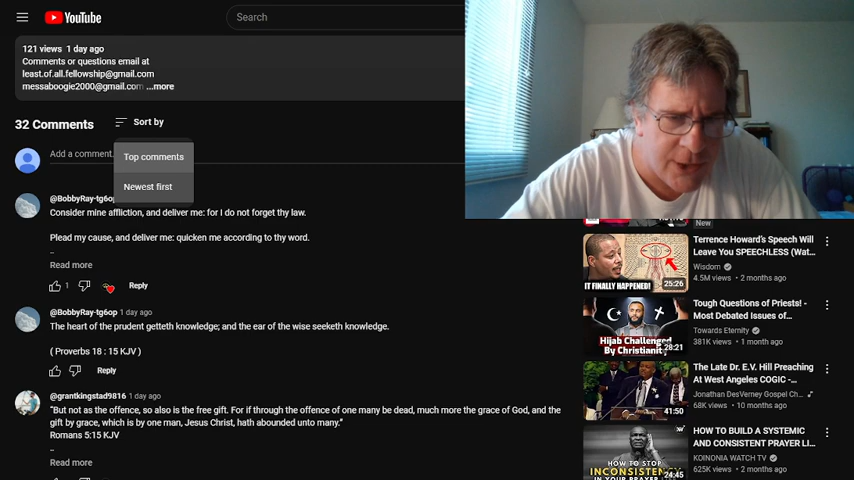 YouTube
Search
121 views 1 day ago
Comments or questions email at
least.of.all.fellowship@gmail.com
messaboogie2000@gmail.com ...more
32 Comments
Sort by
Add a comment.
Top comments
Newest first
@BobbyRay-tg6op
Consider mine affliction, and deliver me: for I do not forget thy law.
Plead my cause, and deliver me: quicken me according to thy word.
..
Read more
1
Reply
@BobbyRay-tg6op 1 day ago
The heart of the prudent getteth knowledge; and the ear of the wise seeketh knowledge.
( Proverbs 18 : 15 KJV )
Reply
@grantkingstad9816 1 day ago
“But not as the offence, so also is the free gift. For if through the offence of one many be dead, much more the grace of God, and the
gift by grace, which is by one man, Jesus Christ, hath abounded unto many.”
Romans 5:15 KJV
..
Read more
New
IT FINALLY HAPPENED!
25:26
Terrence Howard's Speech Will
Leave You SPEECHLESS (Wat...
Wisdom
4.5M views • 2 months ago
Hijab Challenged
By Christianity
28:21
Tough Questions of Priests! -
Most Debated Issues of...
Towards Eternity
381K views • 1 month ago
41:50
The Late Dr. E.V. Hill Preaching
At West Angeles COGIC -...
Jonathan DesVerney Gospel Ch...
68K views • 10 months ago
HOW TO STOP
INCONSISTENCY
IN YOUR PRAYER
24:45
HOW TO BUILD A SYSTEMIC
AND CONSISTENT PRAYER LI...
KOINONIA WATCH TV
625K views • 2 months ago